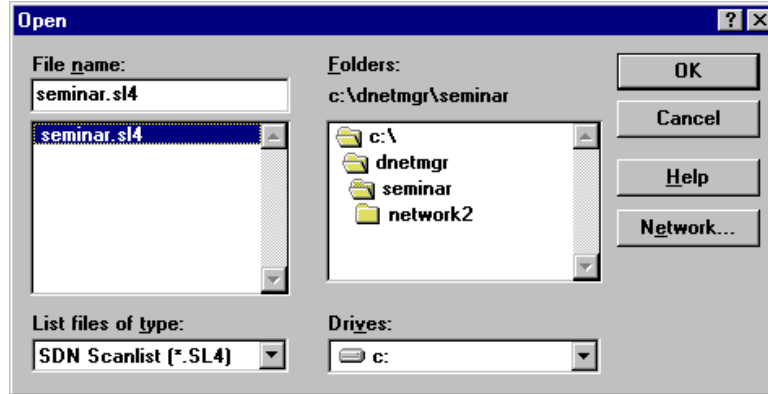 Open
File name:
seminar.sl4
seminar.sl4
List files of type:
SDN Scanlist (*.SL4)
Folders:
c:\dnetmgr\seminar
c:\
dnetmgr
seminar
network2
Drives:
c:
OK
Cancel
Help
Network...